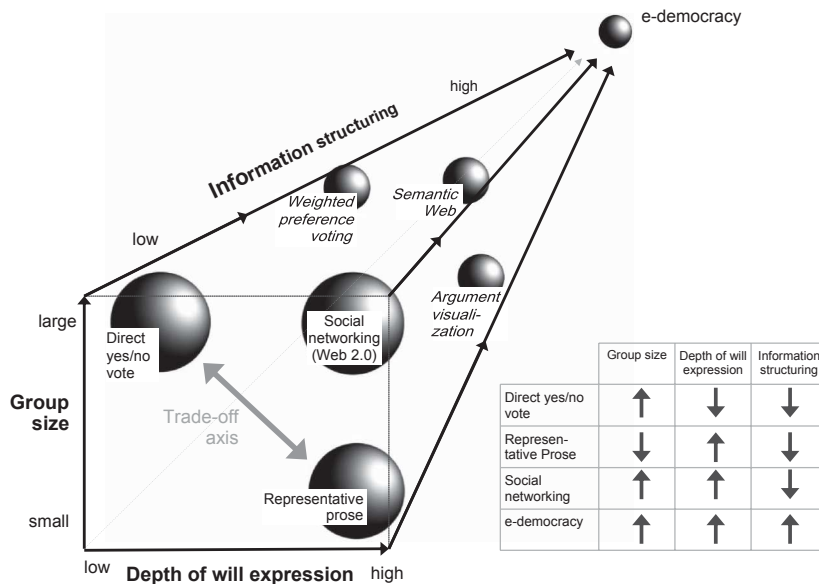 e-democracy
high
Information structuring
low
Weighted
preference
voting
Semantic
Web
Argument
visuali-
zation
large
Direct
yes/no
vote
Social
networking
(Web 2.0)
Group
size
Trade-off
axis
Representative
prose
small
low
Depth of will expression
high
Group size
Depth of will
expression
Information
structuring
Direct yes/no
vote
Represen-
tative Prose
Social
networking
e-democracy